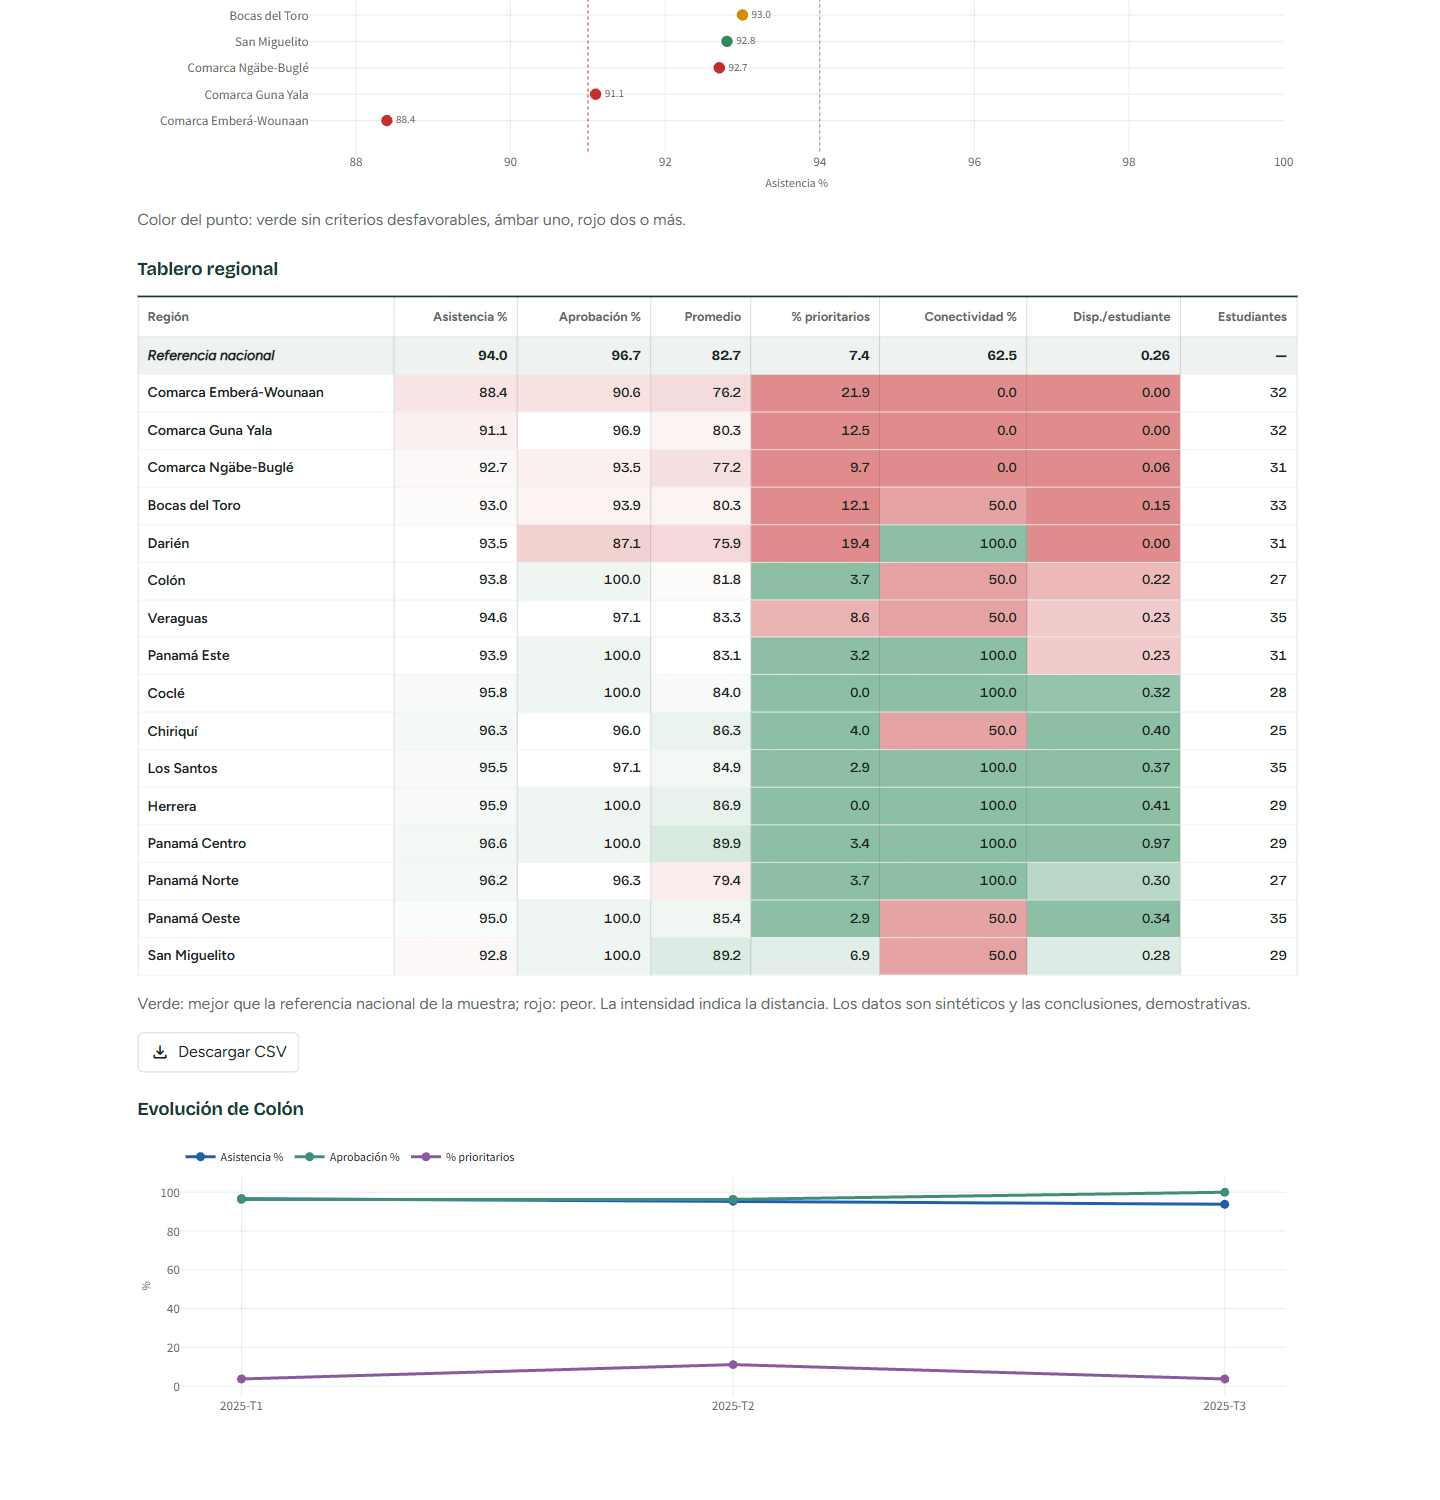 Bocas del Toro 93.0
San Miguelito 92.8
Comarca Ngäbe-Buglé 92.7
Comarca Guna Yala 91.1
Comarca Emberá-Wounaan 88.4
88 90 92 94 96 98 100
Asistencia %
Color del punto: verde sin criterios desfavorables, ámbar uno, rojo dos o más.
Tablero regional
Región Asistencia % Aprobación % Promedio % prioritarios Conectividad % Disp./estudiante Estudiantes
Referencia nacional 94.0 96.7 82.7 7.4 62.5 0.26 —
Comarca Emberá-Wounaan 88.4 90.6 76.2 21.9 0.0 0.00 32
Comarca Guna Yala 91.1 96.9 80.3 12.5 0.0 0.00 32
Comarca Ngäbe-Buglé 92.7 93.5 77.2 9.7 0.0 0.06 31
Bocas del Toro 93.0 93.9 80.3 12.1 50.0 0.15 33
Darién 93.5 87.1 75.9 19.4 100.0 0.00 31
Colón 93.8 100.0 81.8 3.7 50.0 0.22 27
Veraguas 94.6 97.1 83.3 8.6 50.0 0.23 35
Panamá Este 93.9 100.0 83.1 3.2 100.0 0.23 31
Coclé 95.8 100.0 84.0 0.0 100.0 0.32 28
Chiriquí 96.3 96.0 86.3 4.0 50.0 0.40 25
Los Santos 95.5 97.1 84.9 2.9 100.0 0.37 35
Herrera 95.9 100.0 86.9 0.0 100.0 0.41 29
Panamá Centro 96.6 100.0 89.9 3.4 100.0 0.97 29
Panamá Norte 96.2 96.3 79.4 3.7 100.0 0.30 27
Panamá Oeste 95.0 100.0 85.4 2.9 50.0 0.34 35
San Miguelito 92.8 100.0 89.2 6.9 50.0 0.28 29
Verde: mejor que la referencia nacional de la muestra; rojo: peor. La intensidad indica la distancia. Los datos son sintéticos y las conclusiones, demostrativas.
Descargar CSV
Evolución de Colón
Asistencia % Aprobación % % prioritarios
100
80
60
%
40
20
0
2025-T1 2025-T2 2025-T3